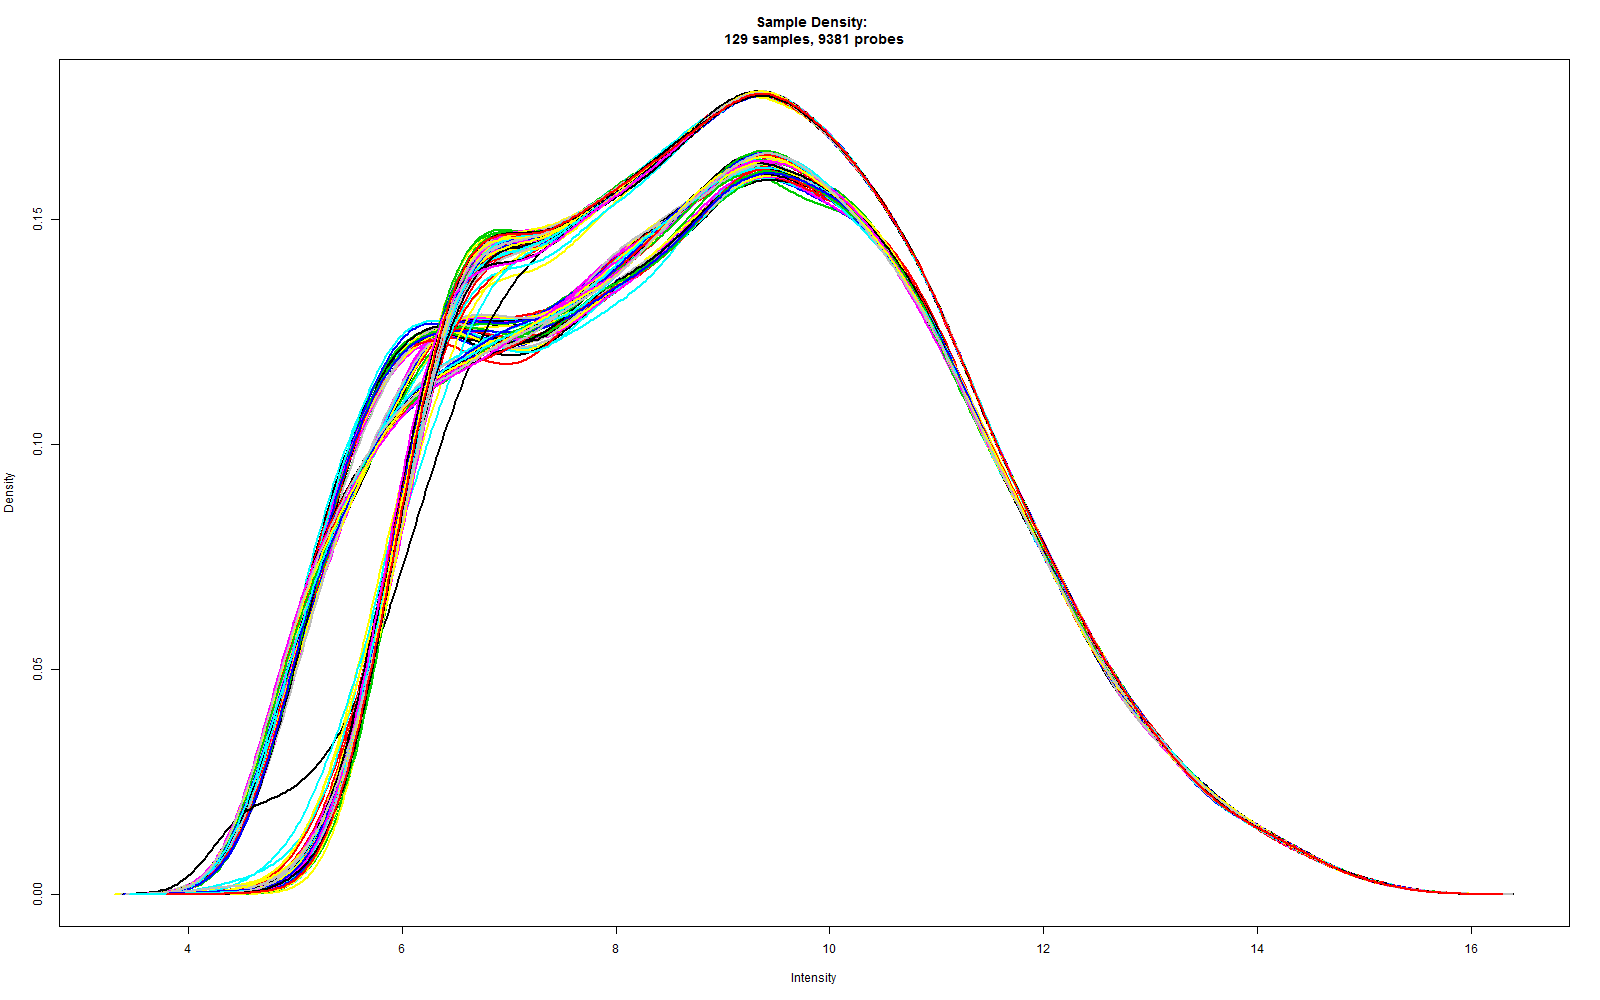 Sample Density:
129 samples, 9381 probes
Density
0.15
0.10
0.05
0.00
4 6 8 10 12 14 16
Intensity